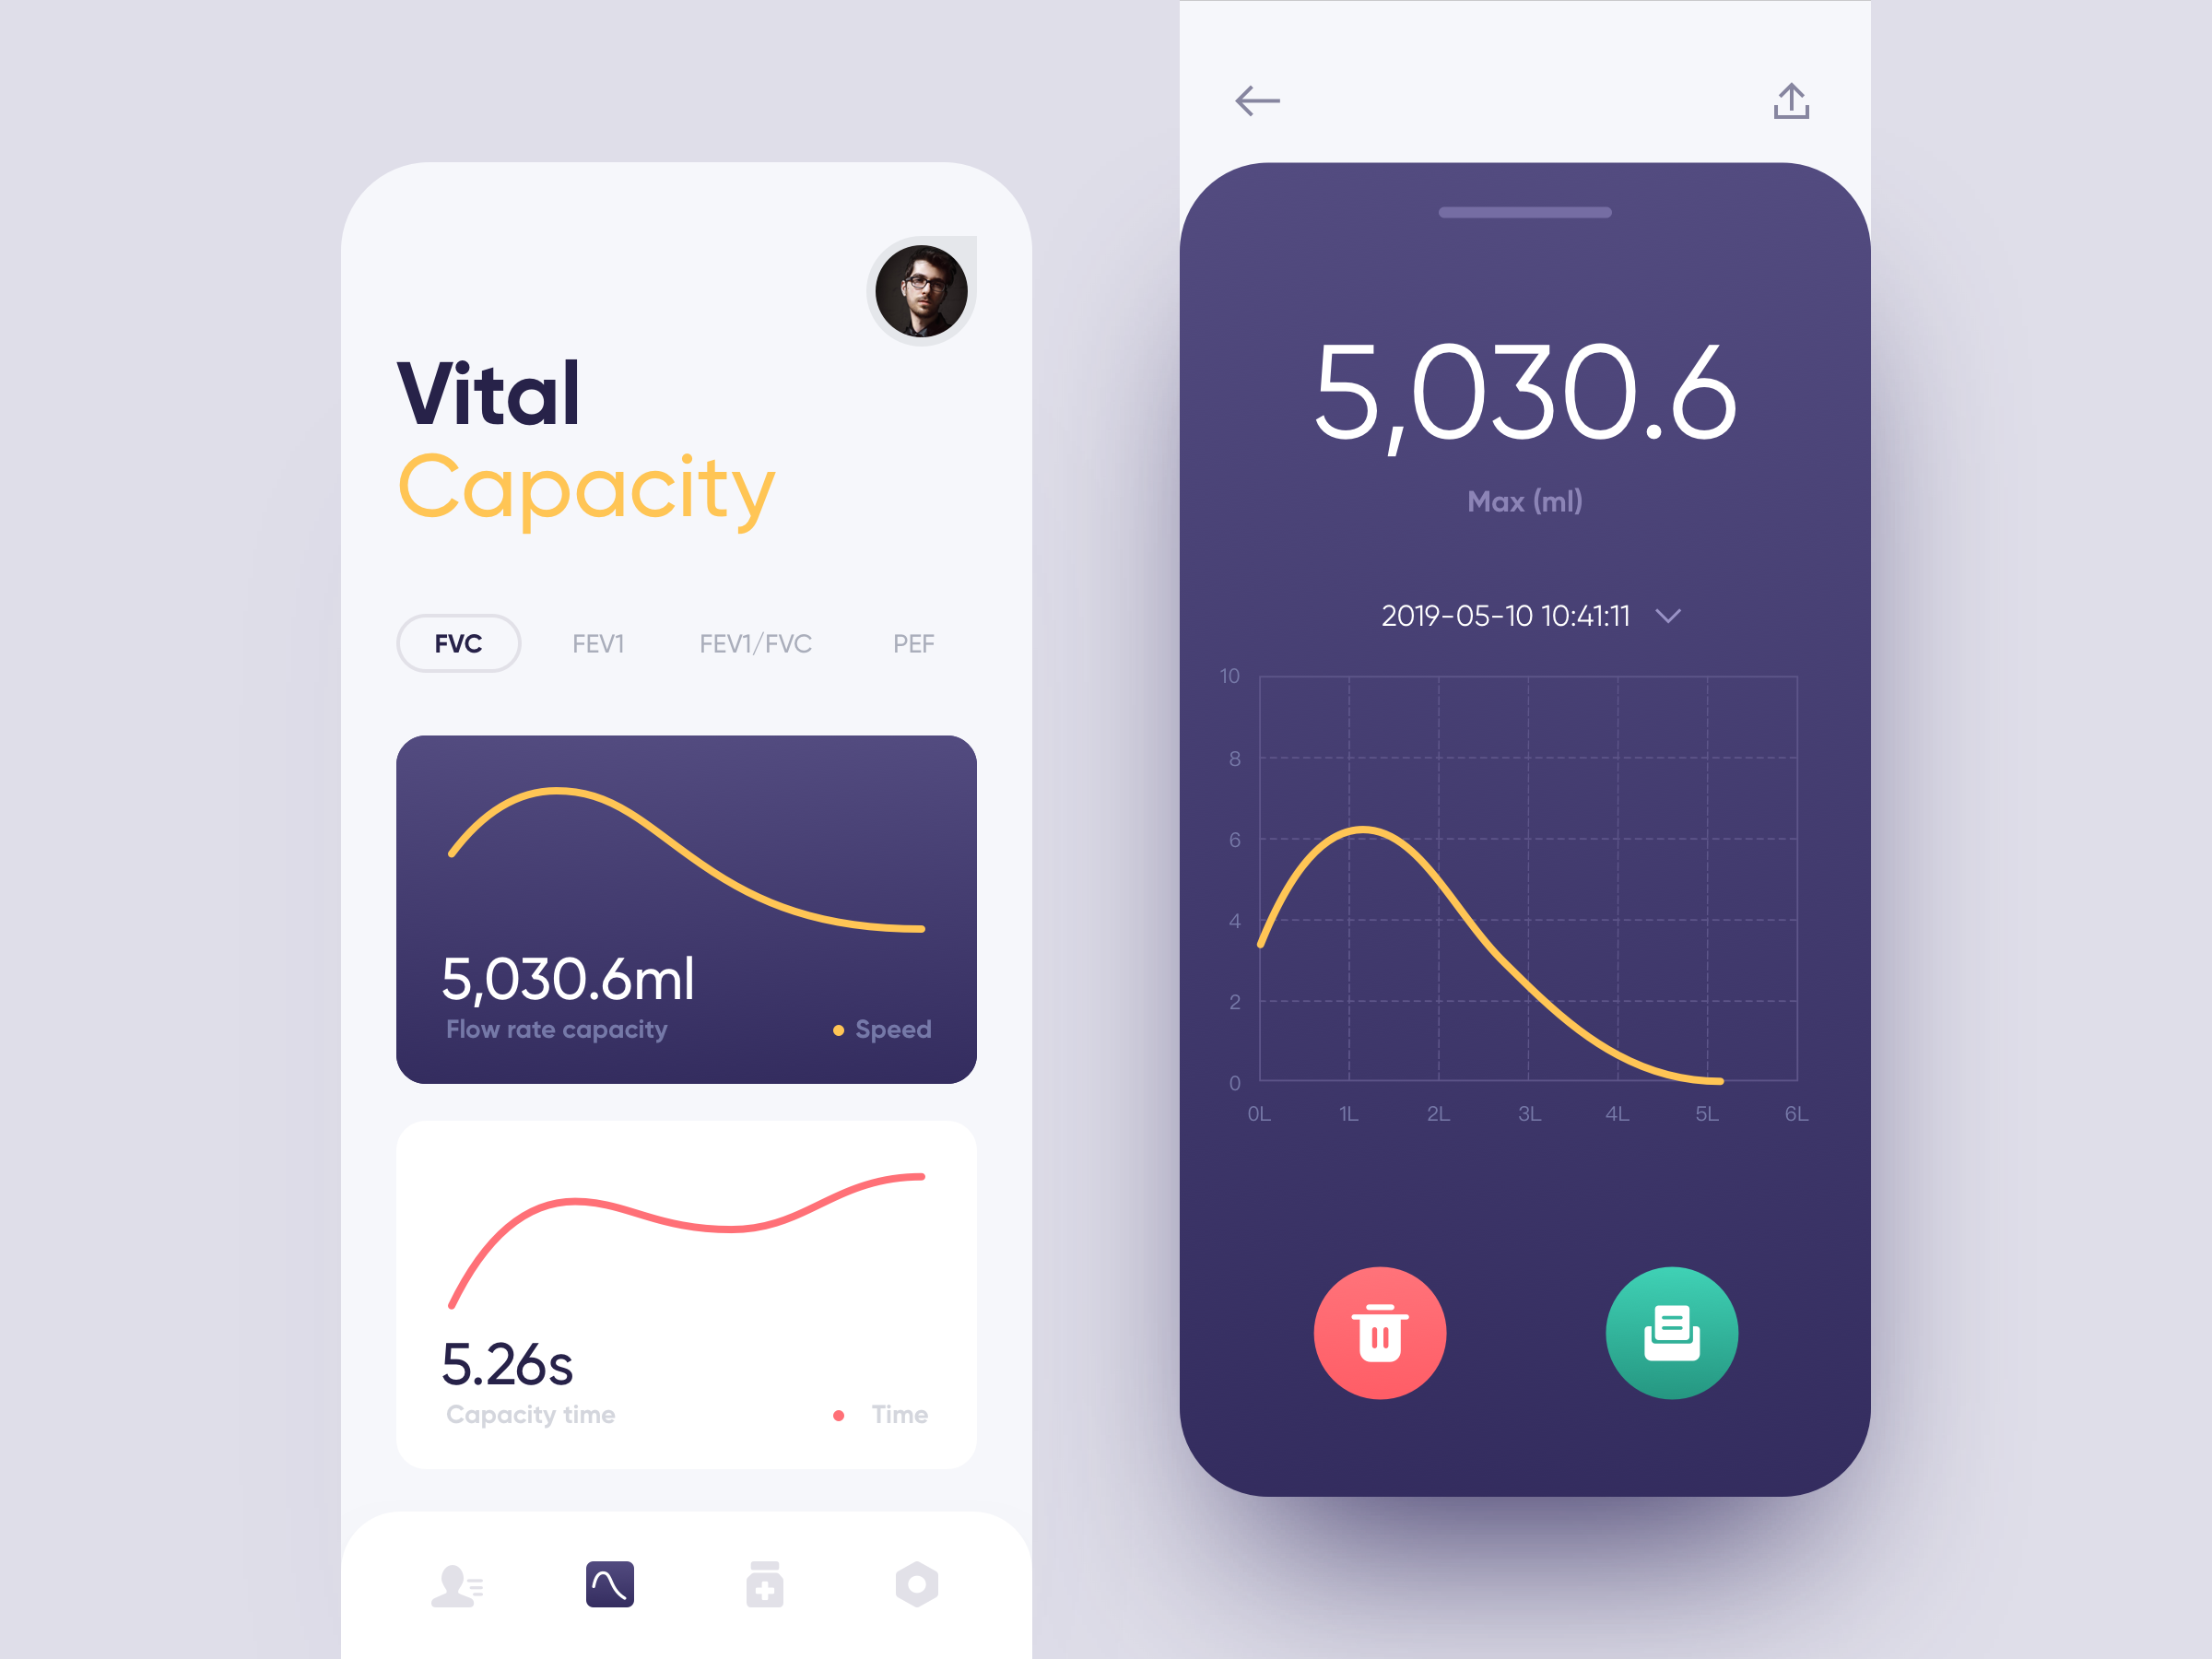 Vital
Capacity
FVC FEV1 FEV1/FVC PEF
5,030.6ml
Flow rate capacity Speed
5.26s
Capacity time Time
5,030.6
Max (ml)
2019-05-10 10:41:11
10
8
6
4
2
0
0L 1L 2L 3L 4L 5L 6L